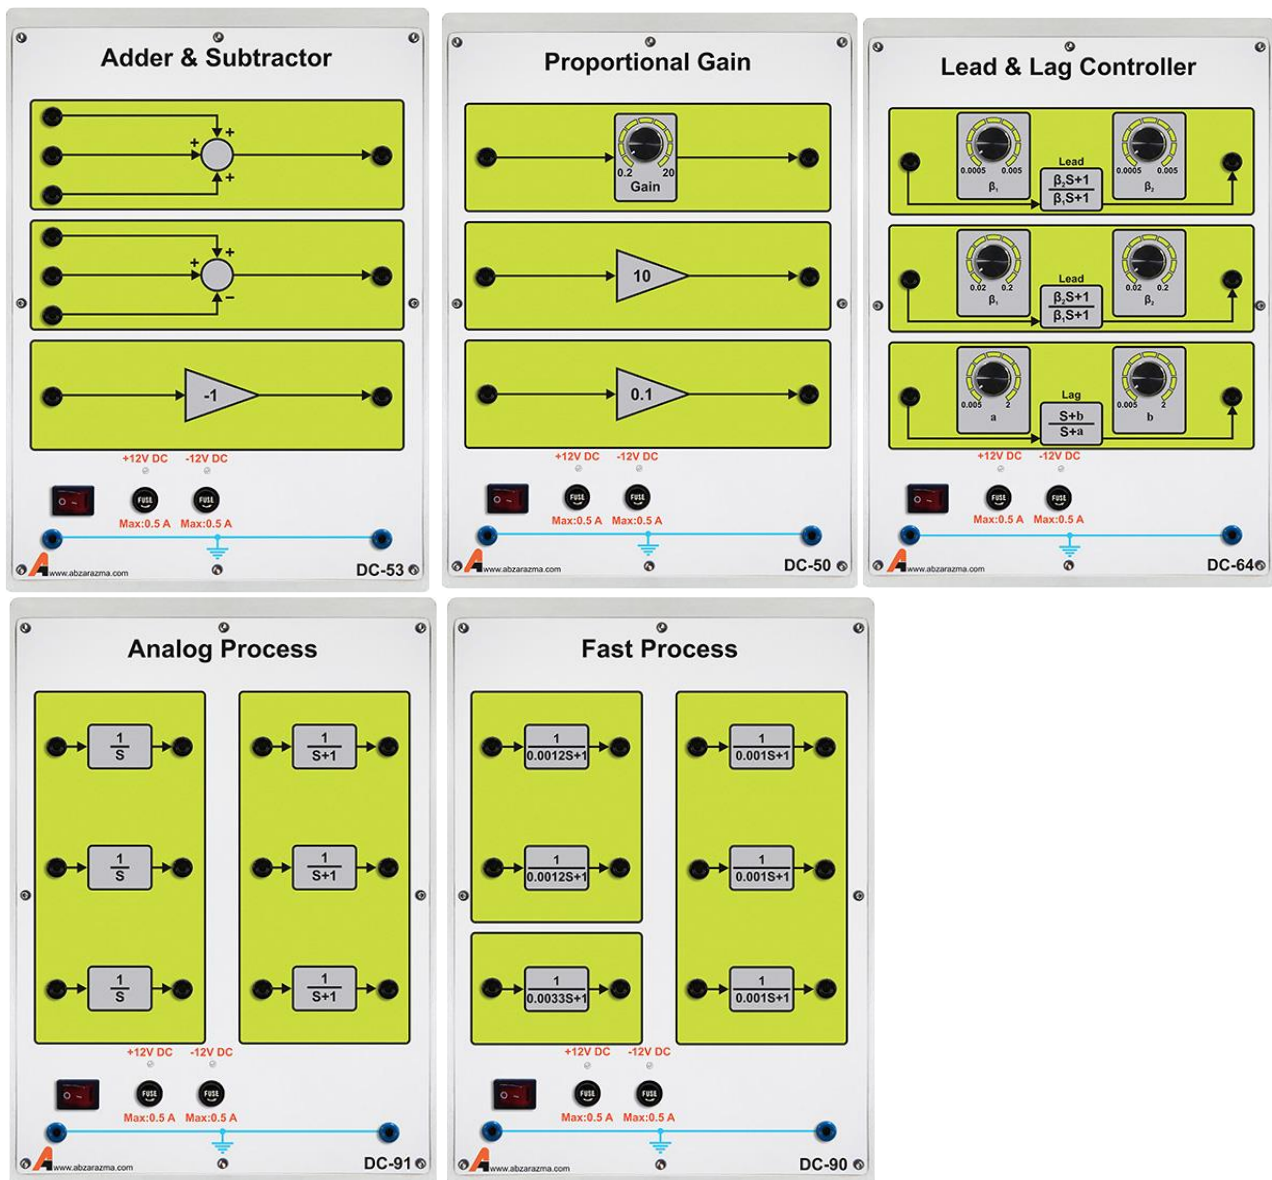 Adder & Subtractor
+
+
+
+
+
−
-1
+12V DC
-12V DC
FUSE
FUSE
Max:0.5 A
Max:0.5 A
www.abzarazma.com
DC-53
Proportional Gain
0.2
20
Gain
10
0.1
+12V DC
-12V DC
FUSE
FUSE
Max:0.5 A
Max:0.5 A
www.abzarazma.com
DC-50
Lead & Lag Controller
0.0005
0.005
β₁
Lead
β₂S+1
β₁S+1
0.0005
0.005
β₂
0.02
0.2
β₁
Lead
β₂S+1
β₁S+1
0.02
0.2
β₂
0.005
2
a
Lag
S+b
S+a
0.005
2
b
+12V DC
-12V DC
FUSE
FUSE
Max:0.5 A
Max:0.5 A
www.abzarazma.com
DC-64
Analog Process
1
S
1
S+1
1
S
1
S+1
1
S
1
S+1
+12V DC
-12V DC
FUSE
FUSE
Max:0.5 A
Max:0.5 A
www.abzarazma.com
DC-91
Fast Process
1
0.0012S+1
1
0.001S+1
1
0.0012S+1
1
0.001S+1
1
0.0033S+1
1
0.001S+1
+12V DC
-12V DC
FUSE
FUSE
Max:0.5 A
Max:0.5 A
www.abzarazma.com
DC-90